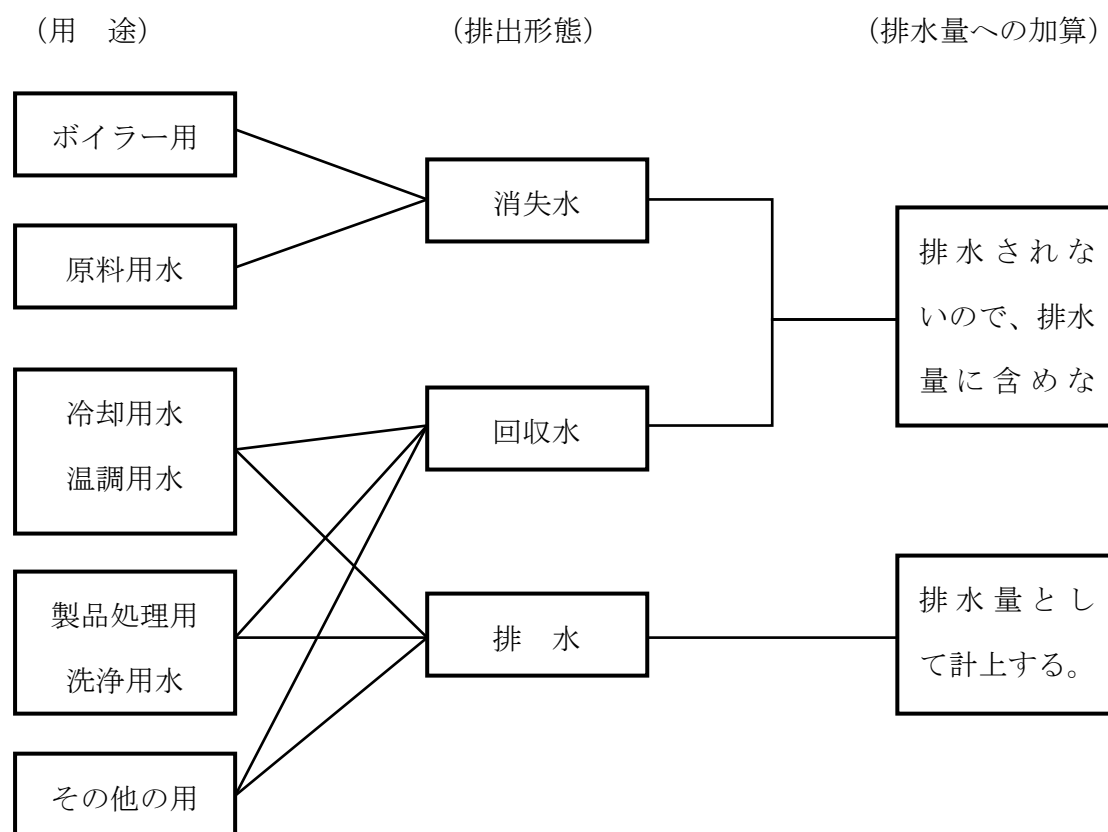 （用　途）
（排出形態）
（排水量への加算）
ボイラー用
原料用水
冷却用水
温調用水
製品処理用
洗浄用水
その他の用
消失水
回収水
排　水
排水されな
いので、排水
量に含めな
排水量とし
て計上する。